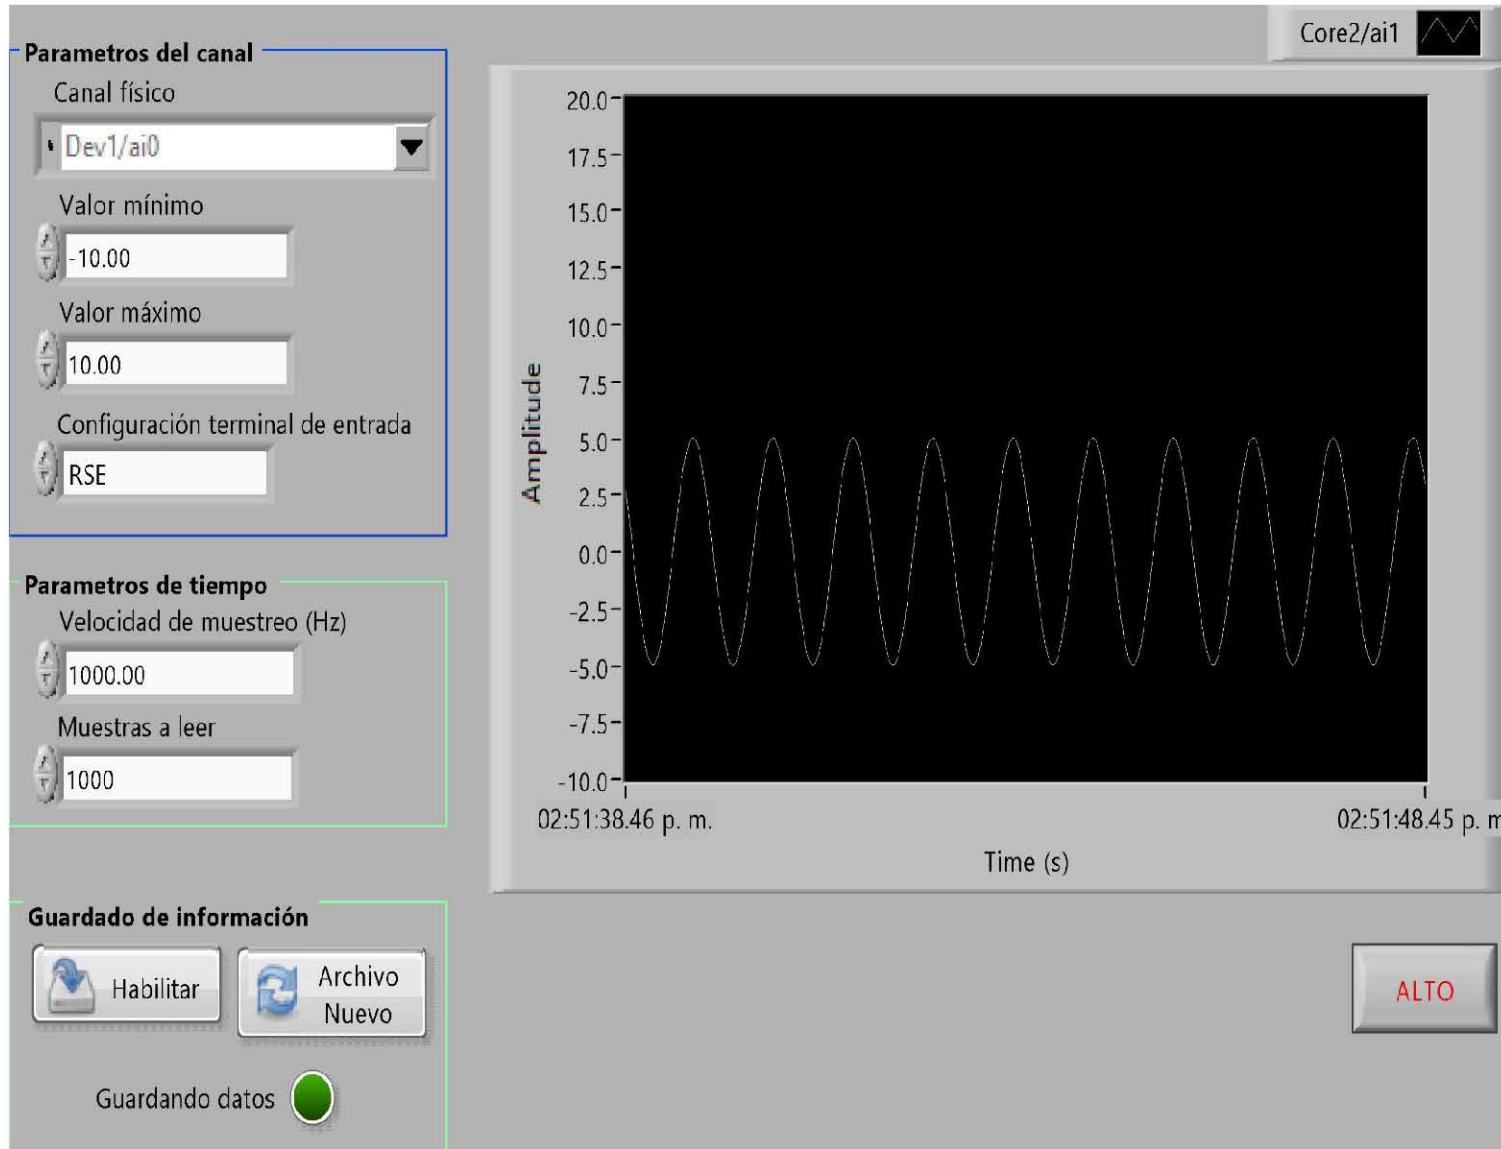 Parametros del canal
Canal físico
Dev1/ai0
Valor mínimo
-10.00
Valor máximo
10.00
Configuración terminal de entrada
RSE
Parametros de tiempo
Velocidad de muestreo (Hz)
1000.00
Muestras a leer
1000
Guardado de información
Habilitar
Archivo
Nuevo
Guardando datos
Core2/ai1
Amplitude
20.0
17.5
15.0
12.5
10.0
7.5
5.0
2.5
0.0
-2.5
-5.0
-7.5
-10.0
02:51:38.46 p. m.
02:51:48.45 p. m
Time (s)
ALTO